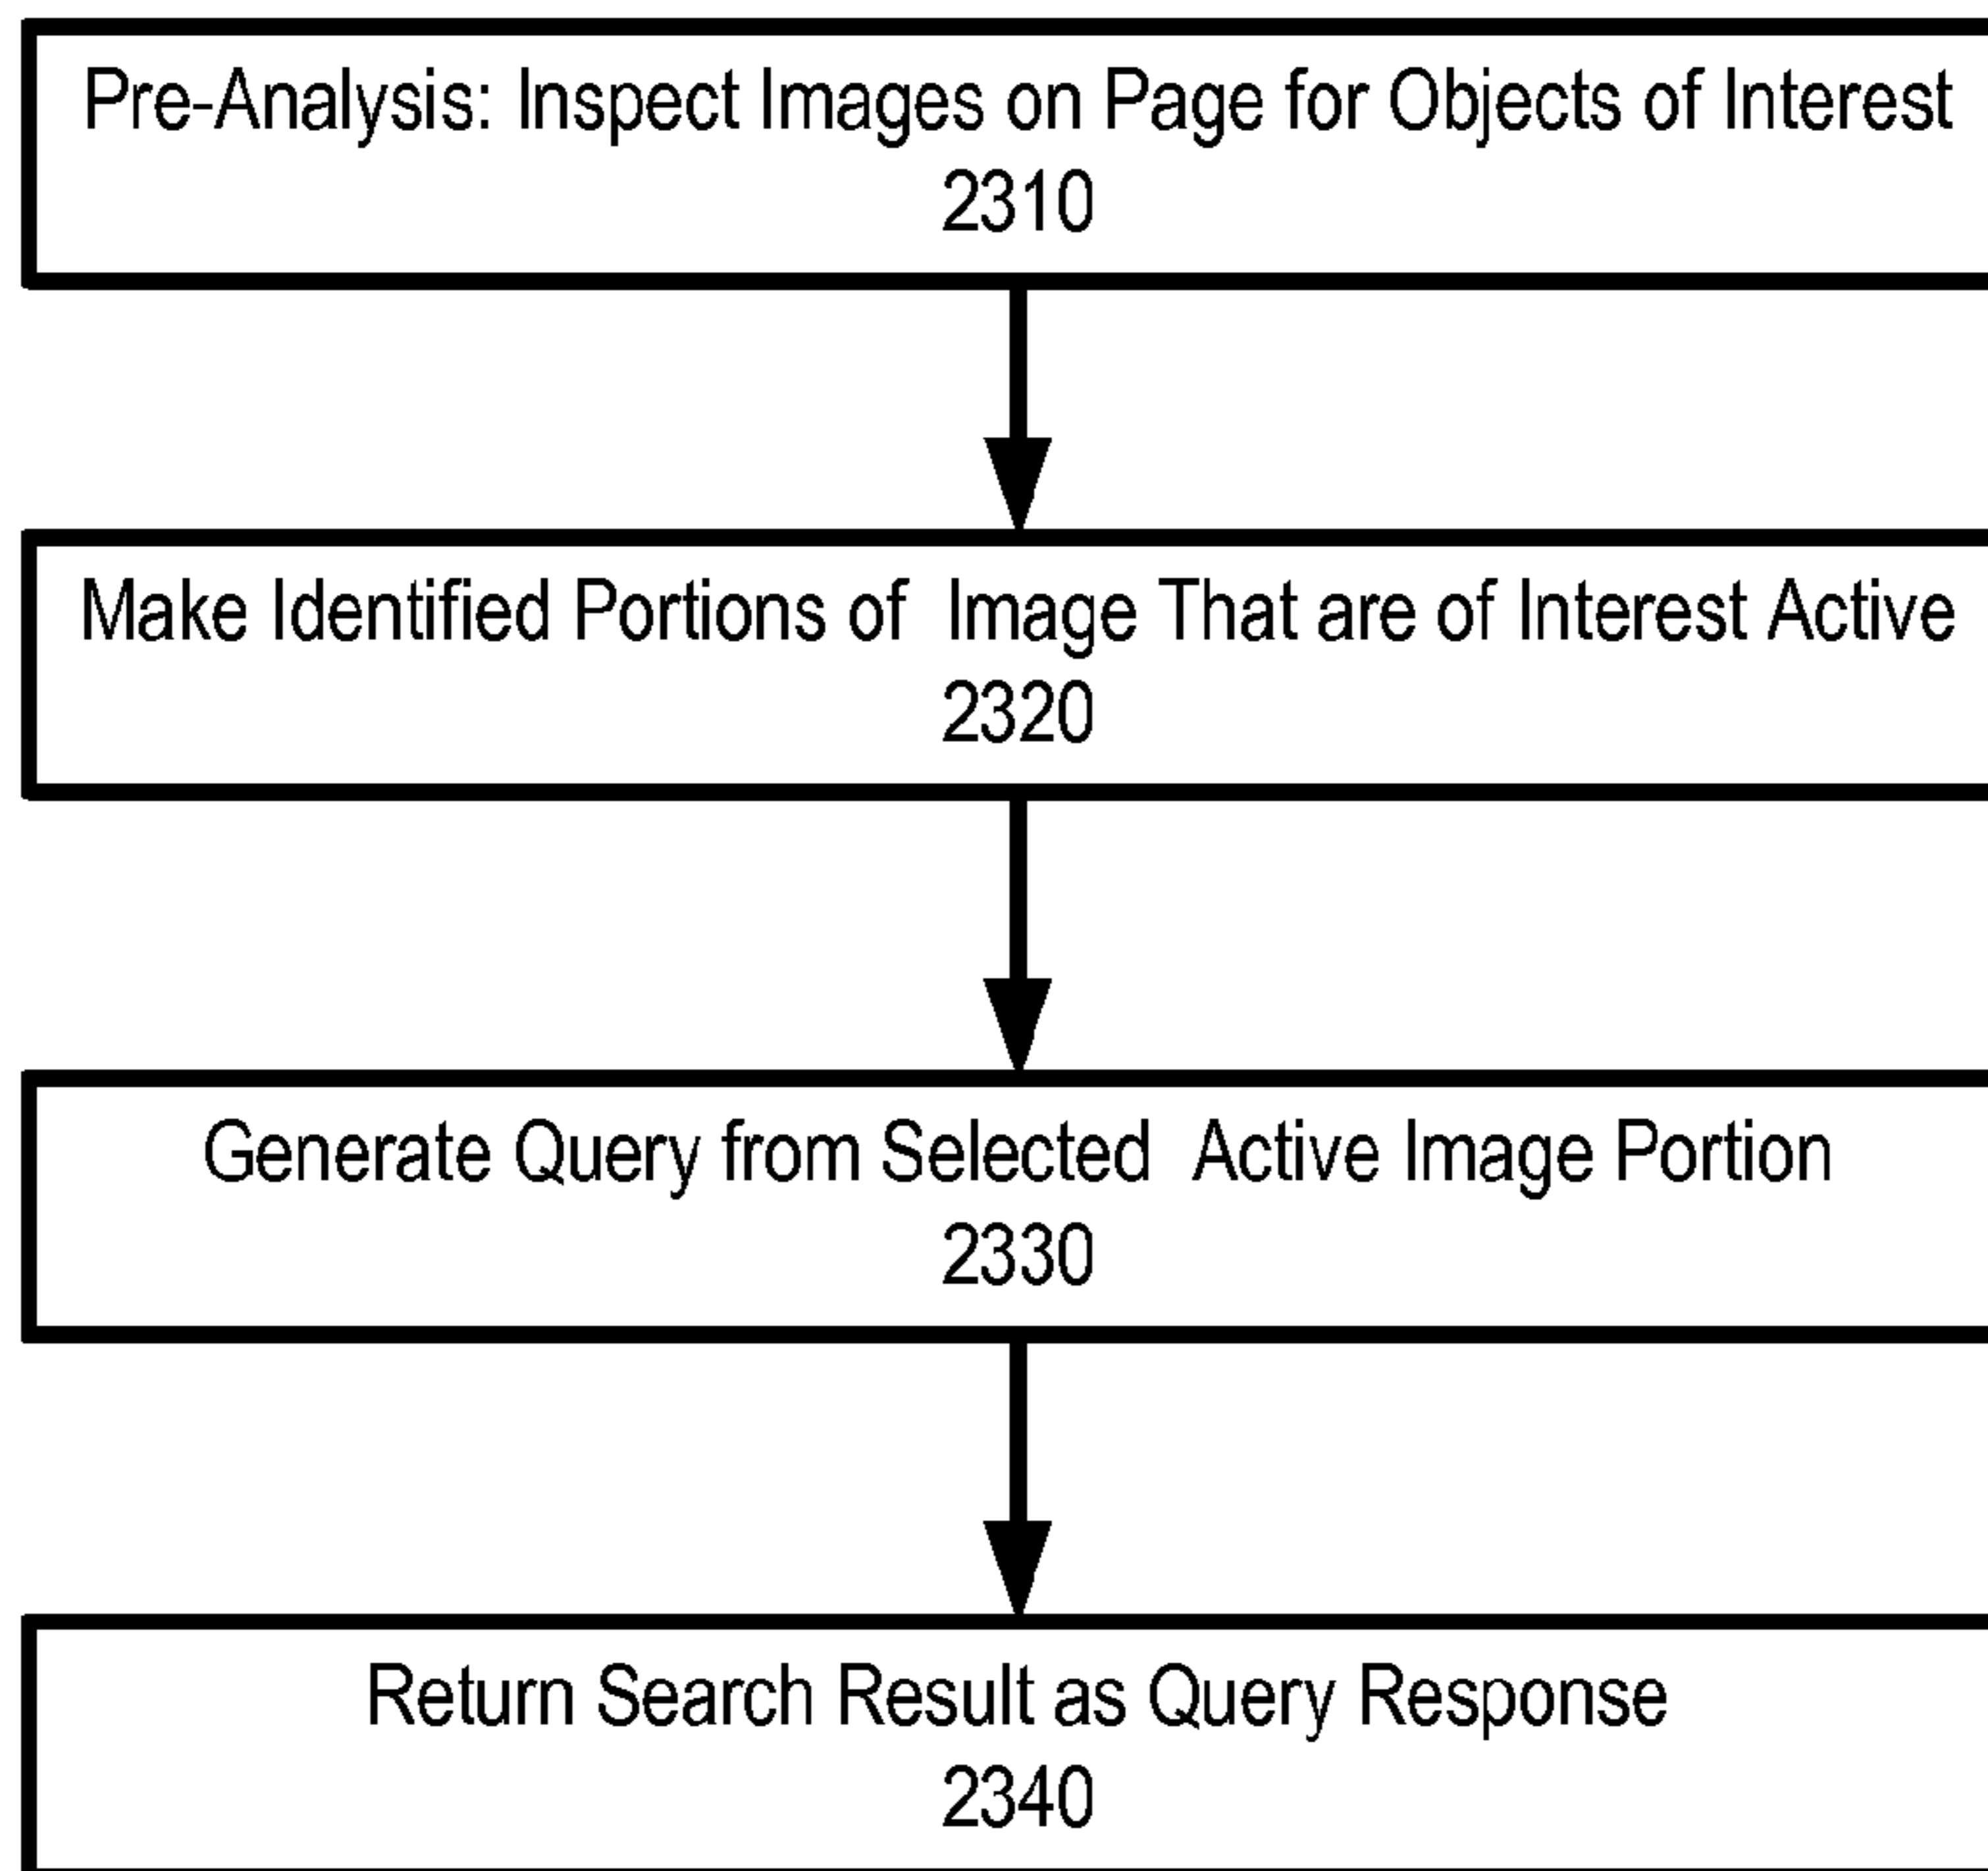 Pre-Analysis: Inspect Images on Page for Objects of Interest
2310
Make Identified Portions of Image That are of Interest Active
2320
Generate Query from Selected Active Image Portion
2330
Return Search Result as Query Response
2340